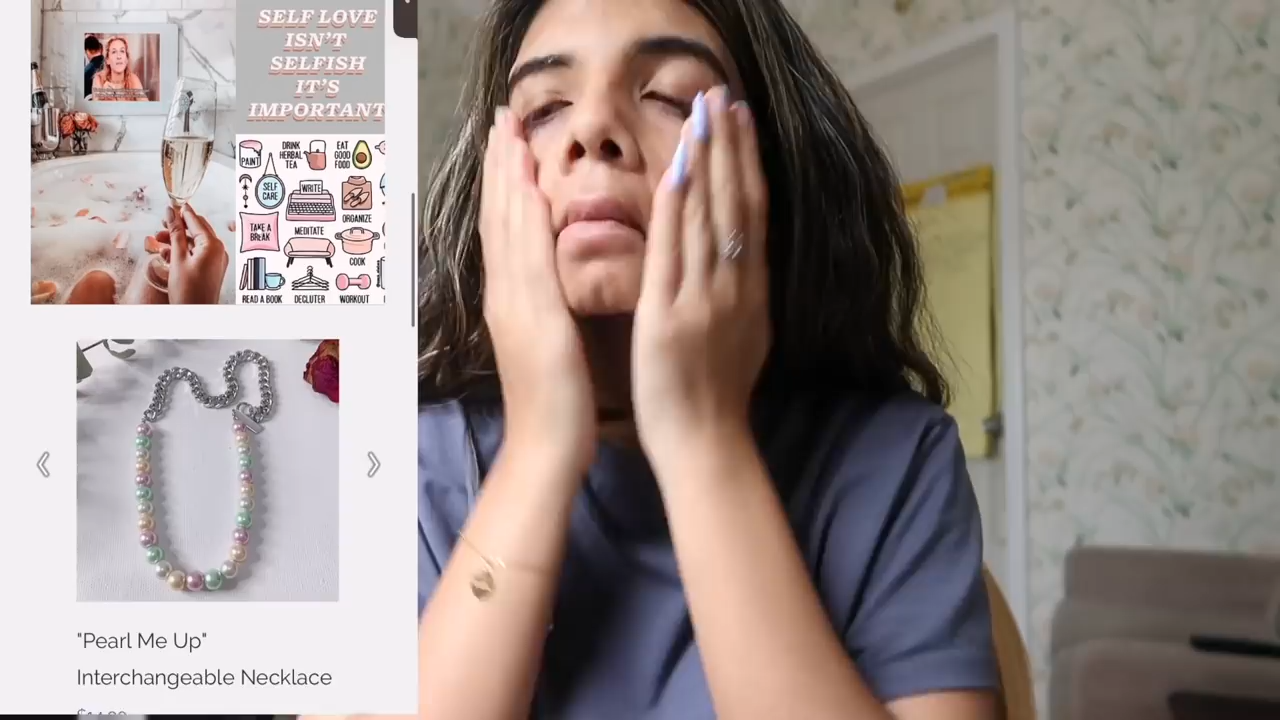 SELF LOVE
ISN'T
SELFISH
IT'S
IMPORTANT
PAINT
DRINK
HERBAL
TEA
EAT
GOOD
FOOD
SELF
CARE
WRITE
ORGANIZE
TAKE A
BREAK
MEDITATE
COOK
READ A BOOK
DECLUTER
WORKOUT
"Pearl Me Up"
Interchangeable Necklace